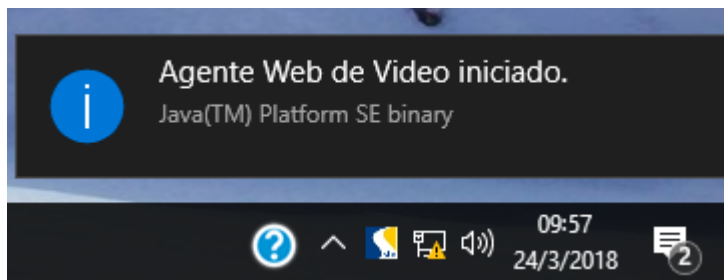 Agente Web de Video iniciado.
Java(TM) Platform SE binary
09:57
24/3/2018
2